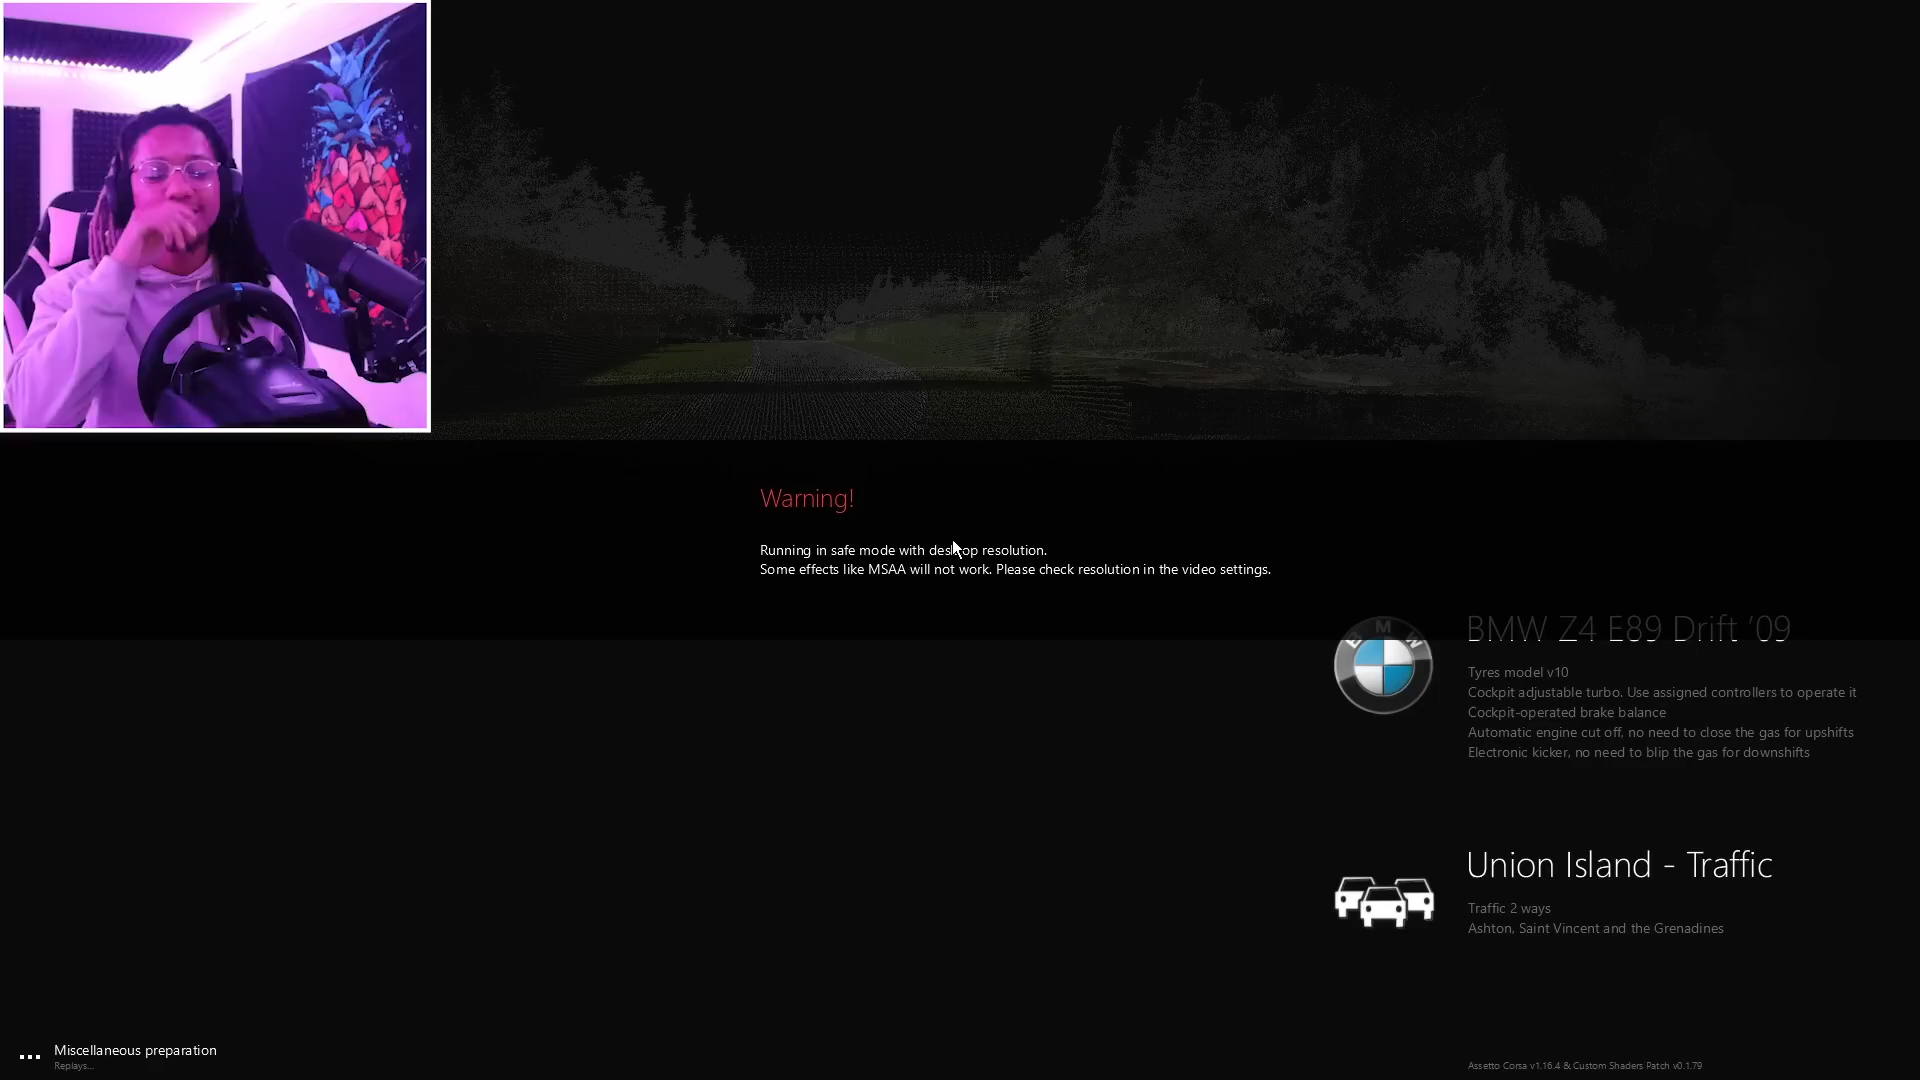 Warning!
Running in safe mode with desktop resolution.
Some effects like MSAA will not work. Please check resolution in the video settings.
BMW
BMW Z4 E89 Drift '09
Tyres model v10
Cockpit adjustable turbo. Use assigned controllers to operate it
Cockpit-operated brake balance
Automatic engine cut off, no need to close the gas for upshifts
Electronic kicker, no need to blip the gas for downshifts
Union Island - Traffic
Traffic 2 ways
Ashton, Saint Vincent and the Grenadines
Miscellaneous preparation
Replays...
Assetto Corsa v1.16.4 & Custom Shaders Patch v0.1.79